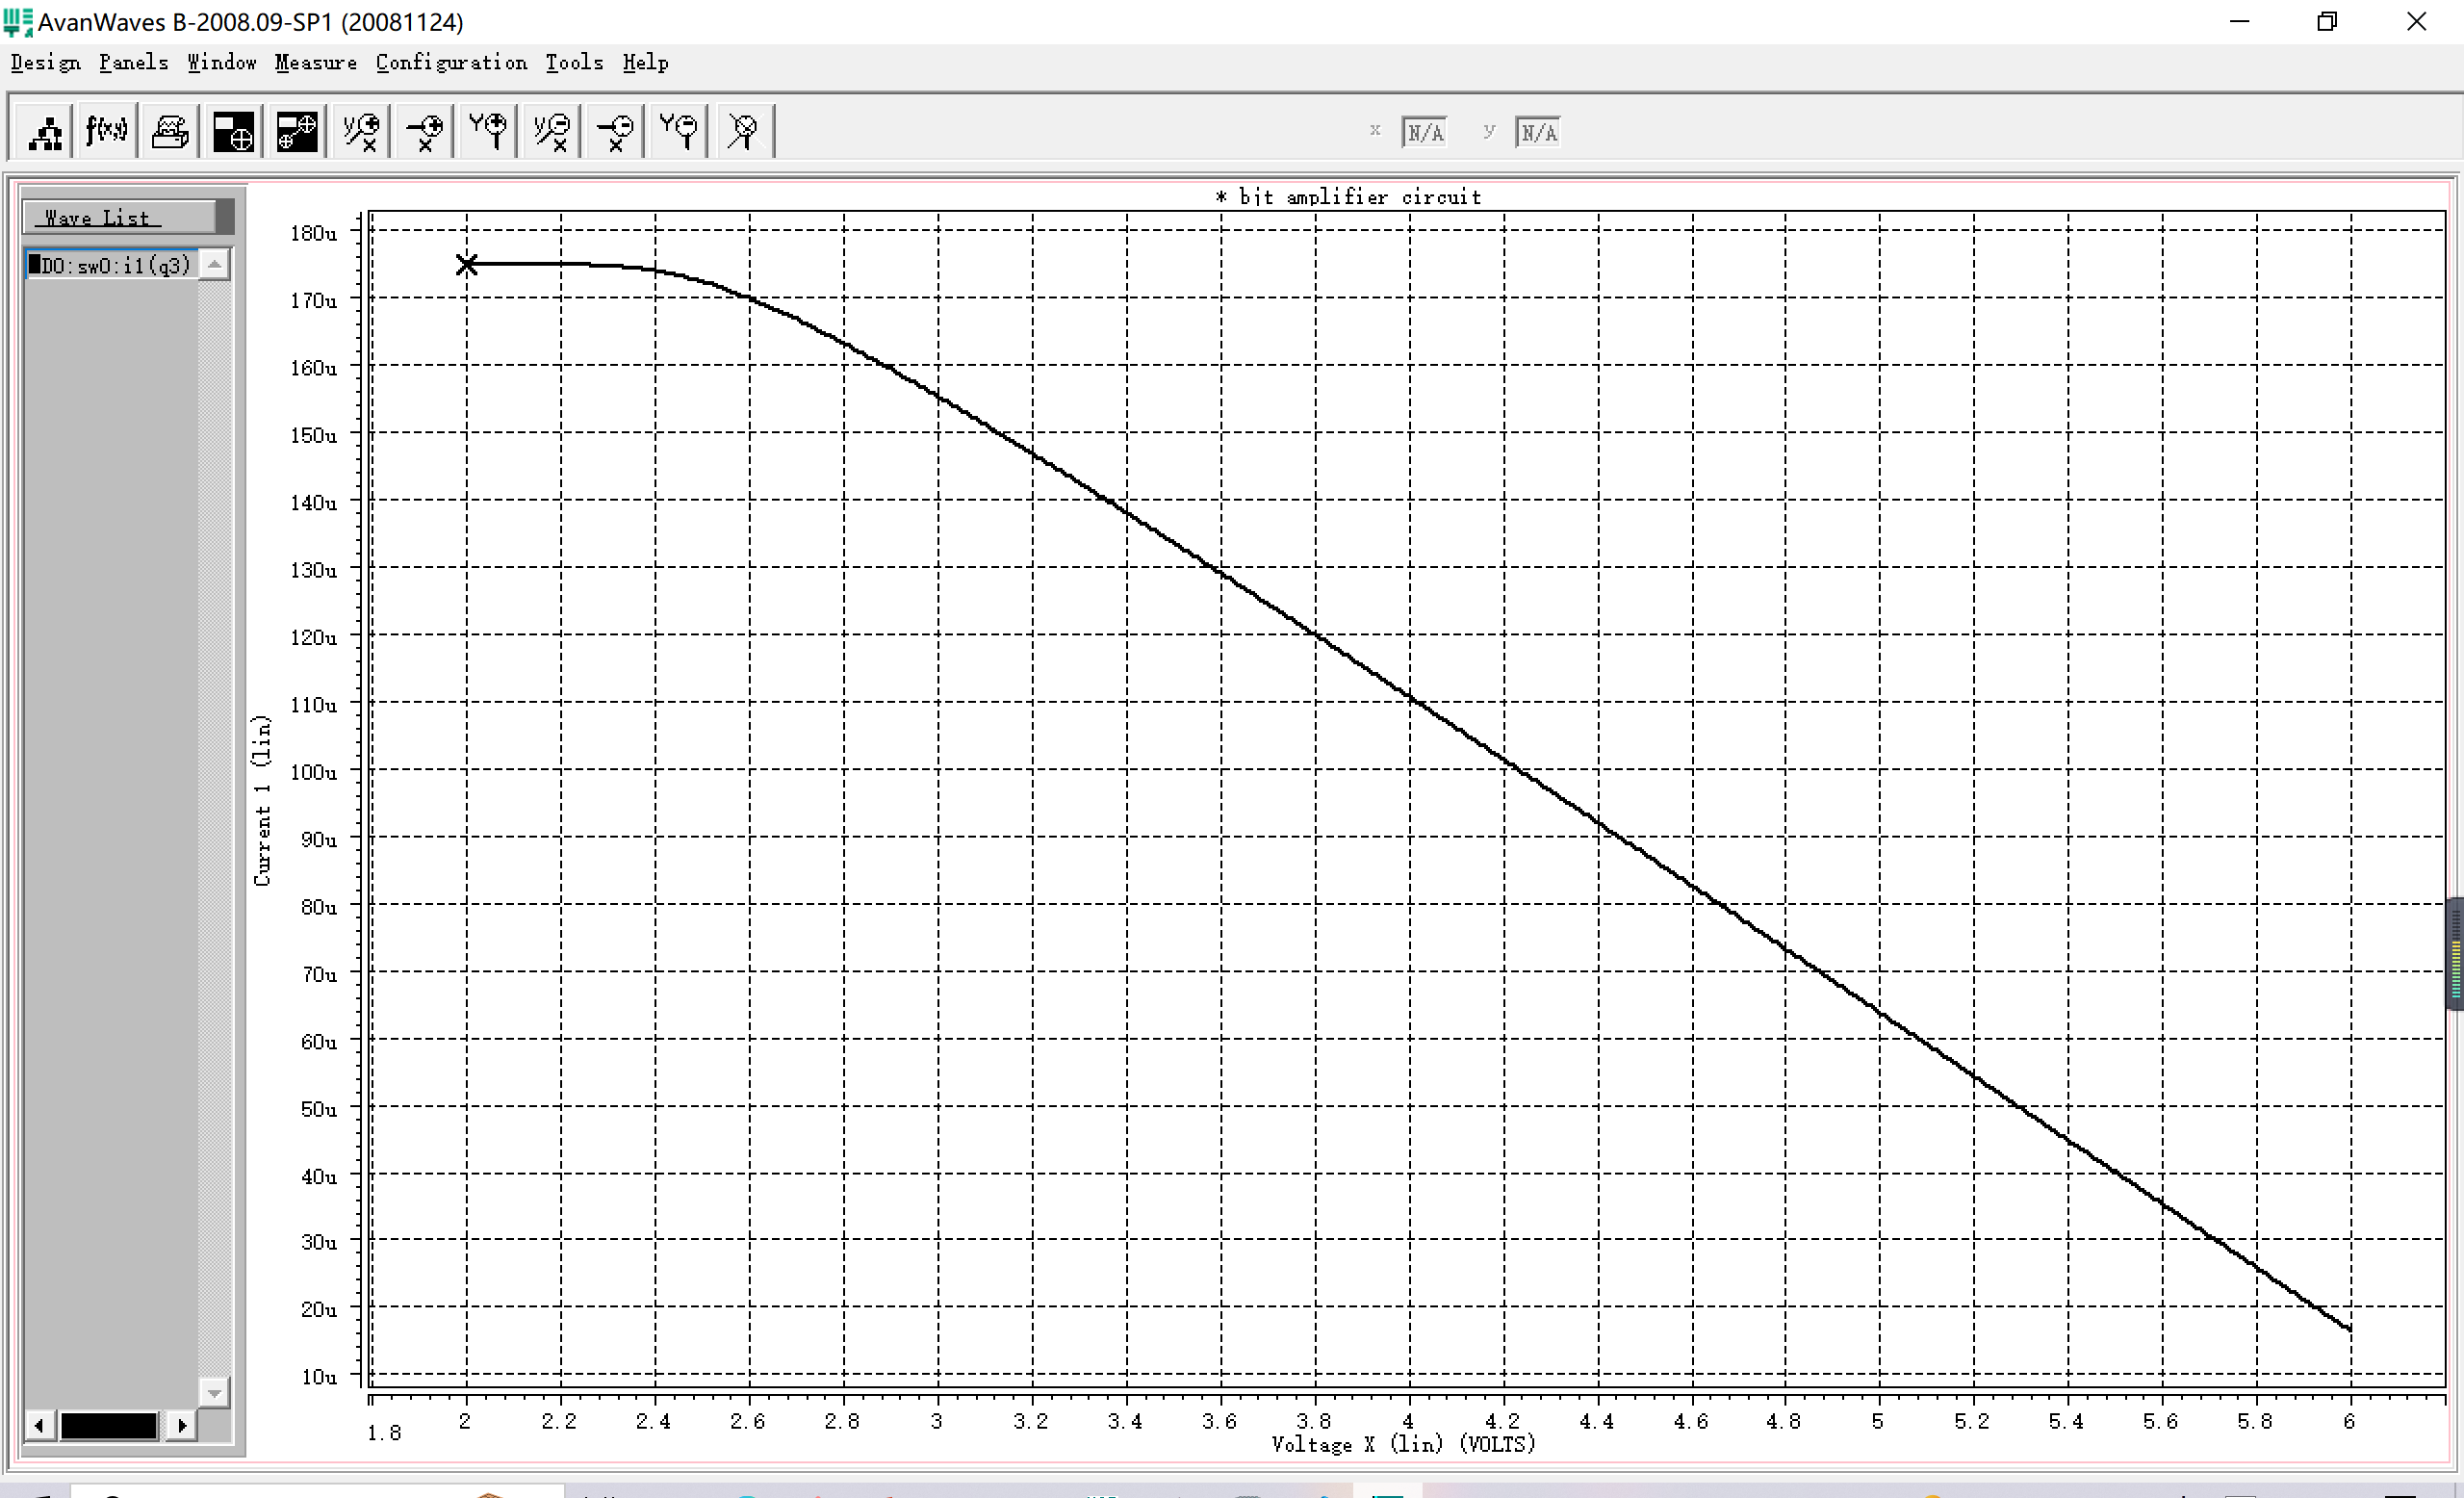 AvanWaves B-2008.09-SP1 (20081124)
Design Panels Window Measure Configuration Tools Help
f(x,y)
x N/A y N/A
Wave List
D0:sw0:i1(q3)
* bjt amplifier circuit
180u
170u
160u
150u
140u
130u
120u
110u
100u
90u
80u
70u
60u
50u
40u
30u
20u
10u
Current 1 (lin)
1.8 2 2.2 2.4 2.6 2.8 3 3.2 3.4 3.6 3.8 4 4.2 4.4 4.6 4.8 5 5.2 5.4 5.6 5.8 6
Voltage X (lin) (VOLTS)